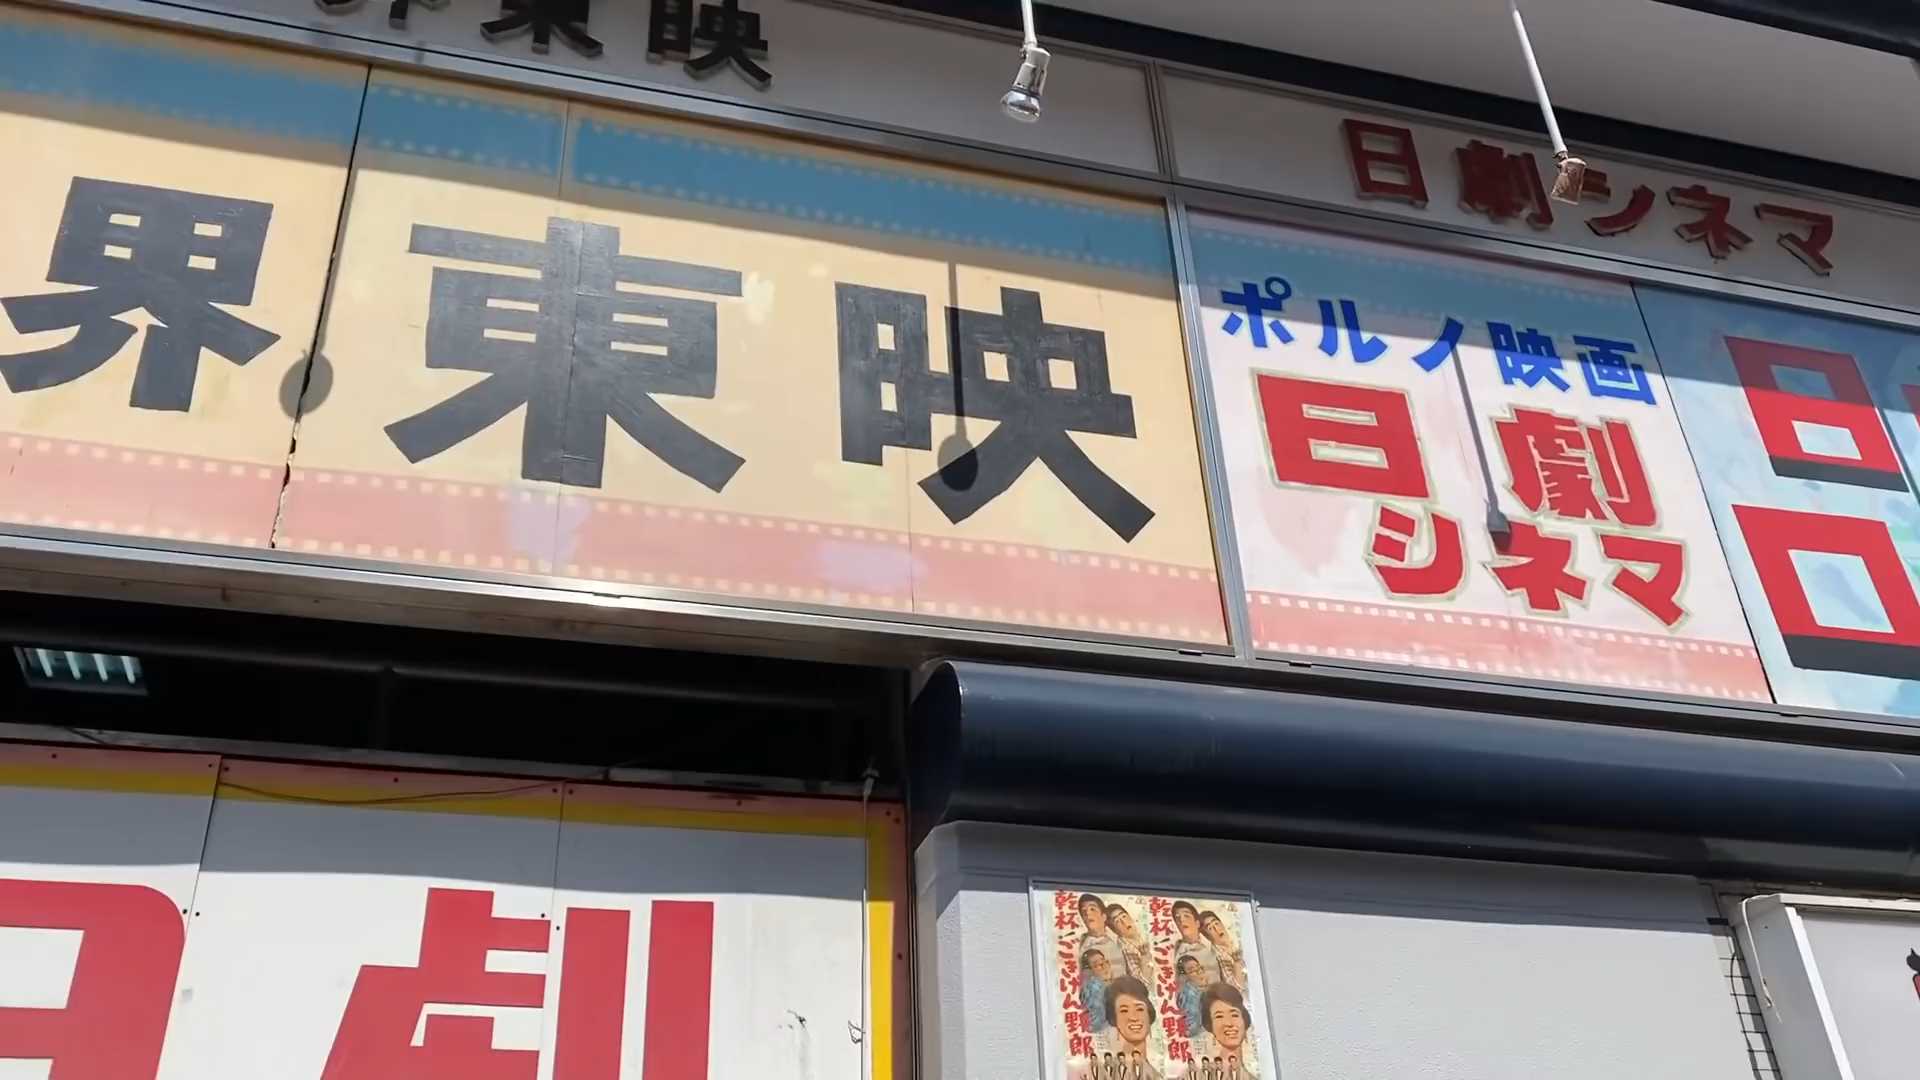 界東映
日劇シネマ
界東映
ポルノ映画
日劇
シネマ
日劇
乾杯ごきげん野郎
乾杯ごきげん野郎